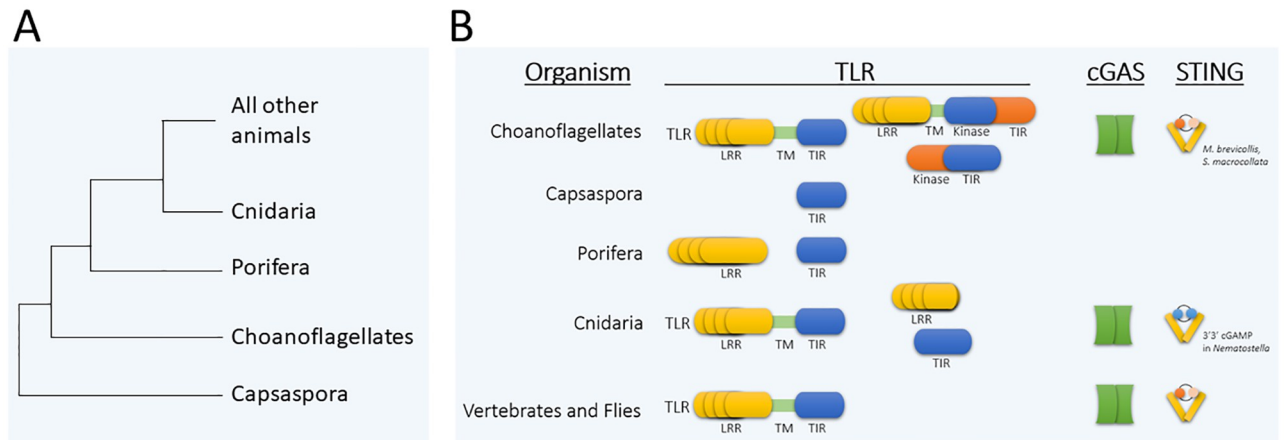 A
All other
animals
Cnidaria
Porifera
Choanoflagellates
Capsaspora
B
Organism TLR cGAS STING
Choanoflagellates TLR LRR TM TIR
LRR TM Kinase TIR
Kinase TIR
M. brevicollis,
S. macrocollata
Capsaspora
TIR
Porifera
LRR TIR
Cnidaria TLR
LRR TM TIR
LRR
TIR
3'3' cGAMP
in Nematostella
Vertebrates and Flies TLR
LRR TM TIR